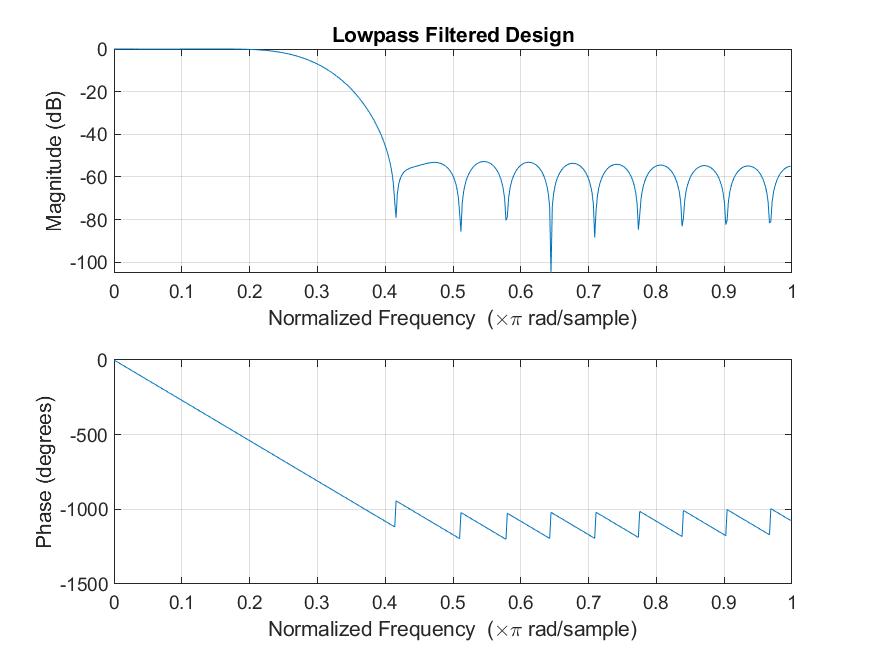 Lowpass Filtered Design
0
-20
-40
-60
-80
-100
Magnitude (dB)
0 0.1 0.2 0.3 0.4 0.5 0.6 0.7 0.8 0.9 1
Normalized Frequency (×π rad/sample)
0
-500
-1000
-1500
Phase (degrees)
0 0.1 0.2 0.3 0.4 0.5 0.6 0.7 0.8 0.9 1
Normalized Frequency (×π rad/sample)